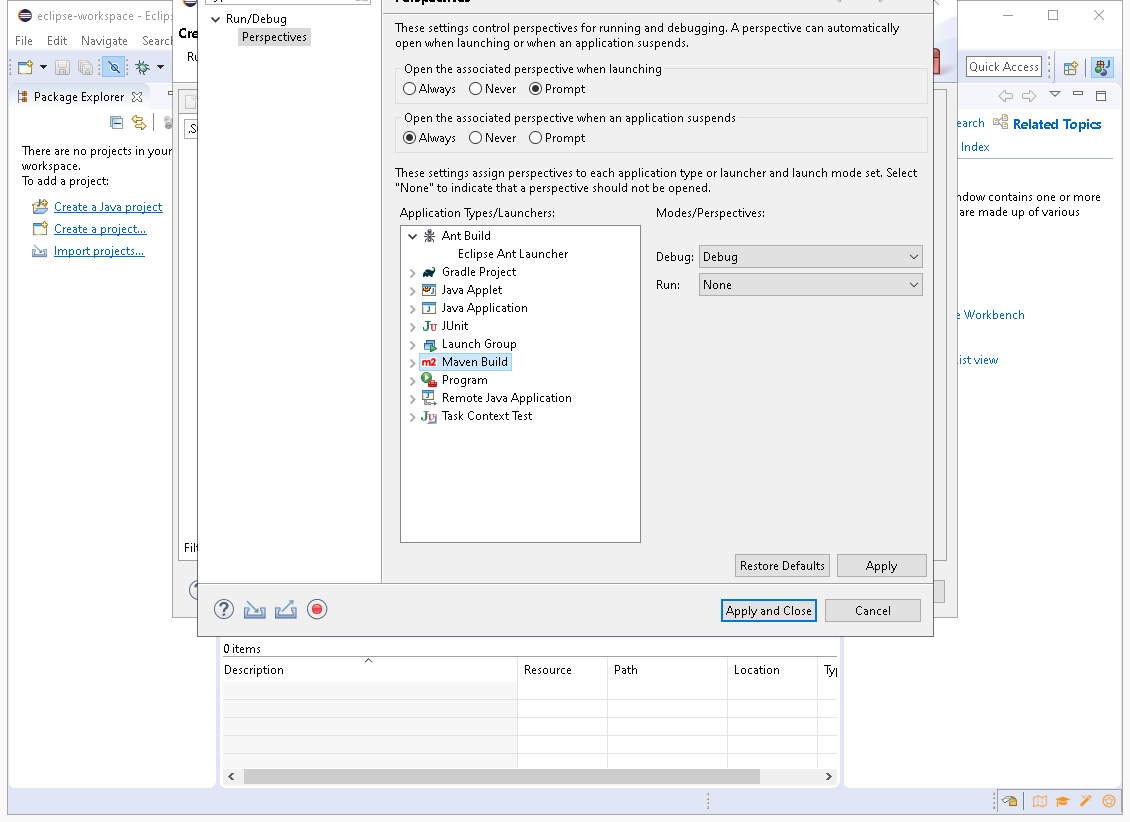 eclipse-workspace - Eclips
File Edit Navigate Search
Quick Access
Package Explorer
There are no projects in your
workspace.
To add a project:
Create a Java project
Create a project...
Import projects...
Cre
Run/Debug
Perspectives
These settings control perspectives for running and debugging. A perspective can automatically
open when launching or when an application suspends.
Open the associated perspective when launching
Always Never Prompt
Open the associated perspective when an application suspends
Always Never Prompt
These settings assign perspectives to each application type or launcher and launch mode set. Select
"None" to indicate that a perspective should not be opened.
Application Types/Launchers:
Modes/Perspectives:
Ant Build
Eclipse Ant Launcher
Gradle Project
Java Applet
Java Application
JUnit
Launch Group
m2 Maven Build
Program
Remote Java Application
Task Context Test
Debug: Debug
Run: None
Restore Defaults Apply
Apply and Close Cancel
earch Related Topics
Index
ndow contains one or more
are made up of various
e Workbench
ist view
Filt
0 items
Description Resource Path Location Typ